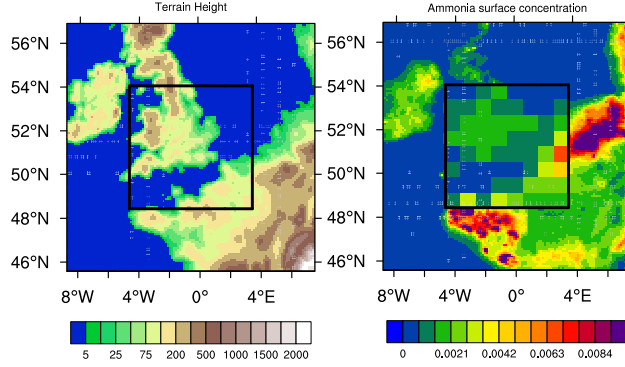 Terrain Height
Ammonia surface concentration
56°N
54°N
52°N
50°N
48°N
46°N
8°W
4°W
0°
4°E
56°N
54°N
52°N
50°N
48°N
46°N
8°W
4°W
0°
4°E
5 25 75 200 500 1000 1500 2000
0 0.0021 0.0042 0.0063 0.0084